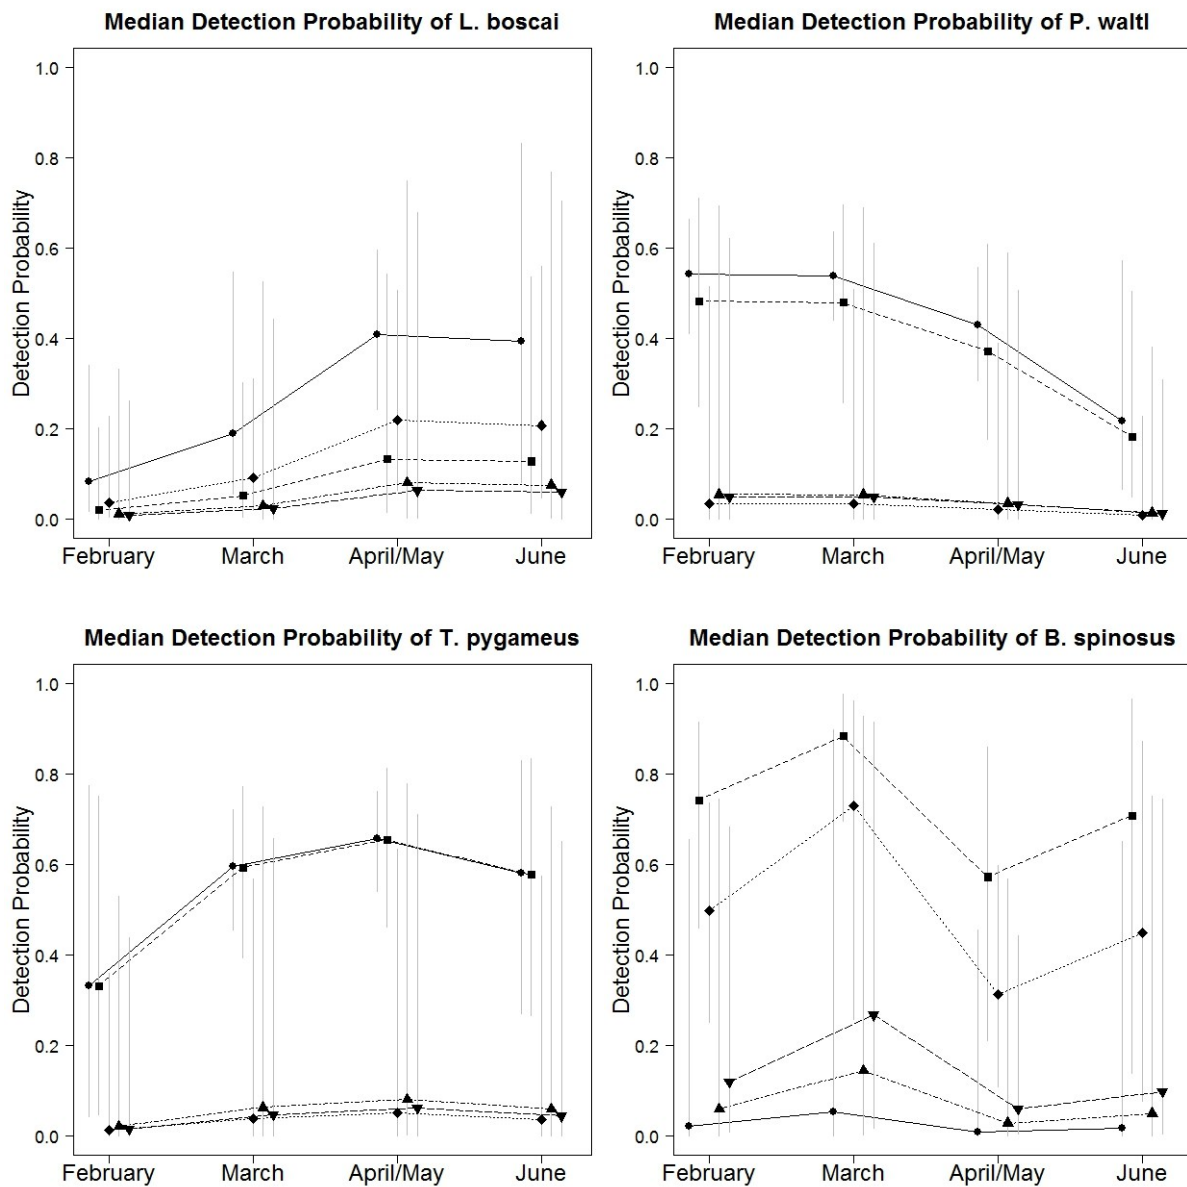 Median Detection Probability of L. boscai
Detection Probability
1.0
0.8
0.6
0.4
0.2
0.0
February March April/May June
Median Detection Probability of P. waltl
Detection Probability
1.0
0.8
0.6
0.4
0.2
0.0
February March April/May June
Median Detection Probability of T. pygameus
Detection Probability
1.0
0.8
0.6
0.4
0.2
0.0
February March April/May June
Median Detection Probability of B. spinosus
Detection Probability
1.0
0.8
0.6
0.4
0.2
0.0
February March April/May June